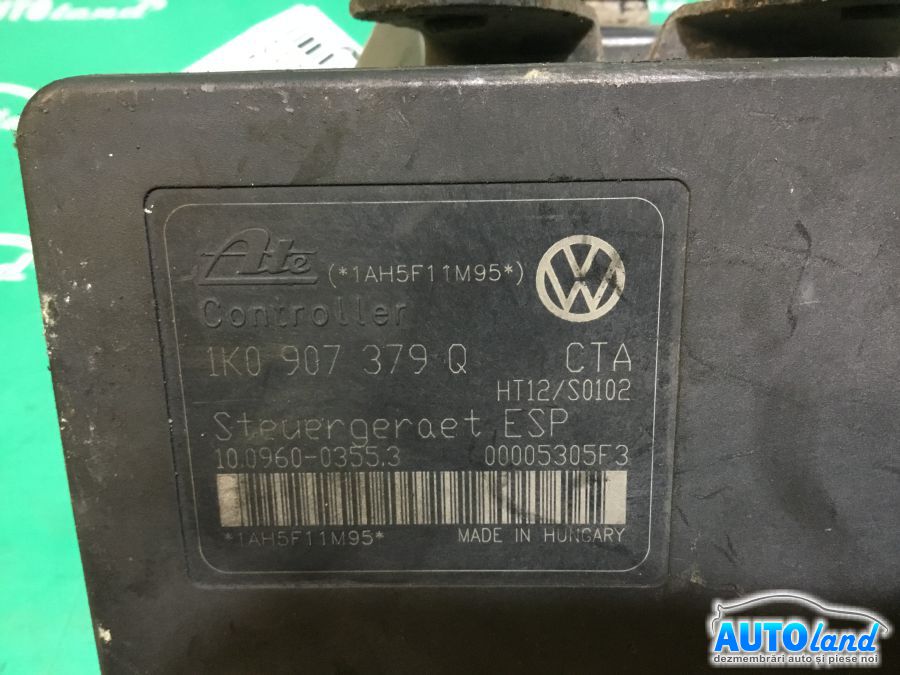 AUTOland
Ate (*1AH5F11M95*)
Controller
1K0 907 379 Q CTA
HT12/S0102
Steuergeraet ESP
10.0960-0355.3 00005305F3
*1AH5F11M95* MADE IN HUNGARY
AUTOland
dezmembrări auto și piese noi